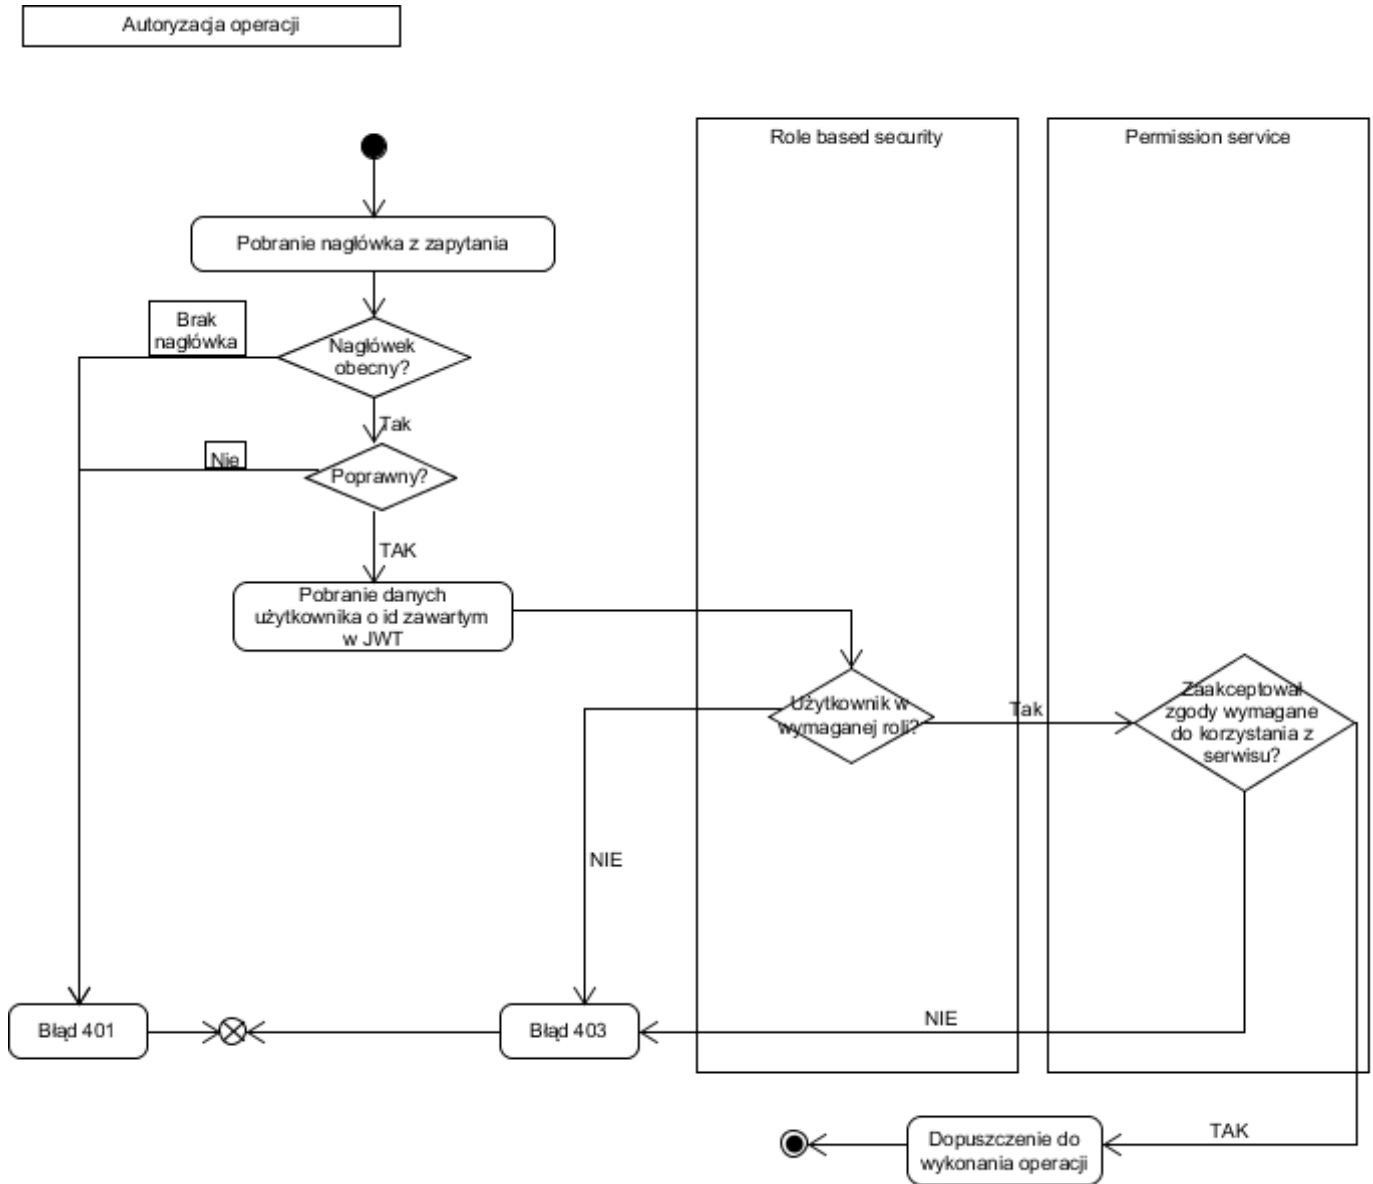 Autoryzacja operacji
Role based security
Permission service
Pobranie nagłówka z zapytania
Brak
nagłówka
Nagłówek
obecny?
Tak
Nie
Poprawny?
TAK
Pobranie danych
użytkownika o id zawartym
w JWT
Użytkownik w
wymaganej roli?
Tak
Zaakceptował
zgody wymagane
do korzystania z
serwisu?
NIE
Błąd 401
Błąd 403
NIE
Dopuszczenie do
wykonania operacji
TAK